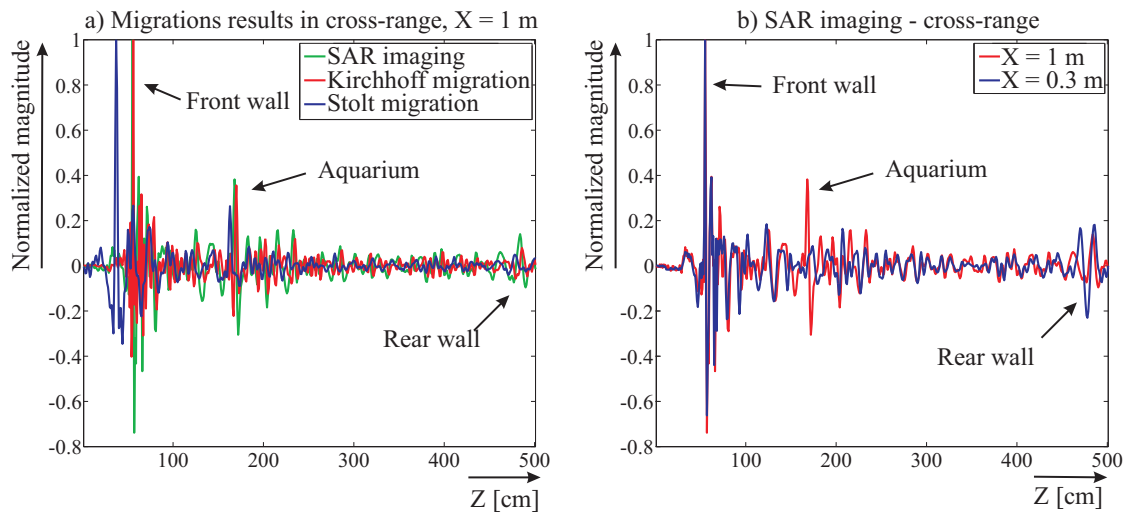 a) Migrations results in cross-range, X = 1 m
Normalized magnitude
1
0.8
0.6
0.4
0.2
0
-0.2
-0.4
-0.6
-0.8
SAR imaging
Kirchhoff migration
Stolt migration
Front wall
Aquarium
Rear wall
100
200
300
400
500
Z [cm]
b) SAR imaging - cross-range
Normalized magnitude
1
0.8
0.6
0.4
0.2
0
-0.2
-0.4
-0.6
-0.8
X = 1 m
X = 0.3 m
Front wall
Aquarium
Rear wall
100
200
300
400
500
Z [cm]